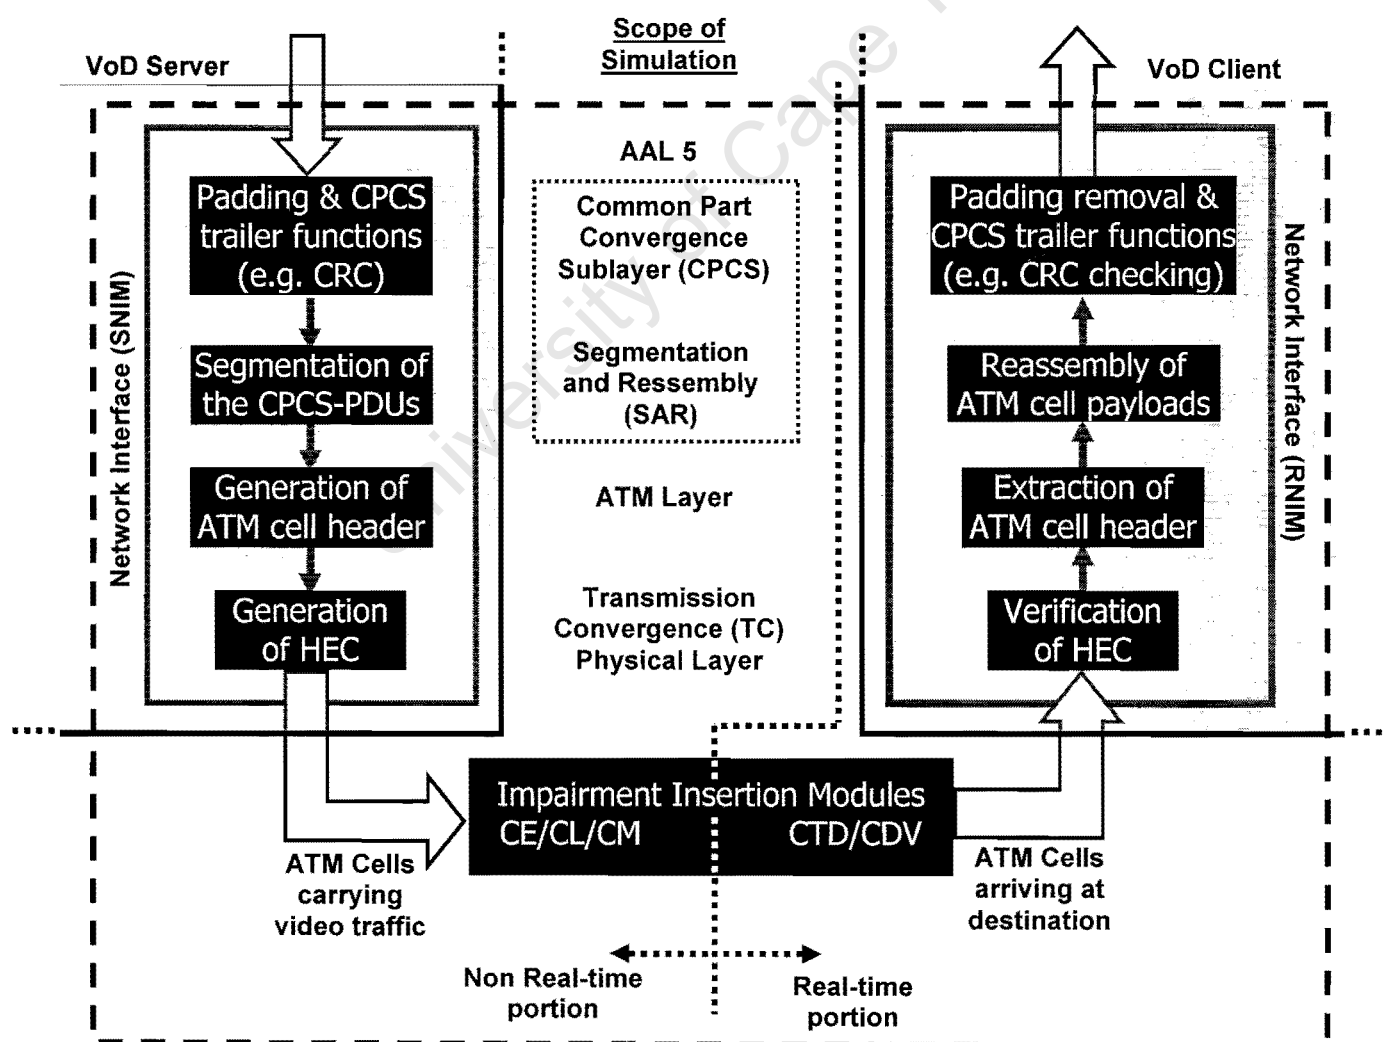 Scope of
Simulation
VoD Server
VoD Client
AAL 5
Padding & CPCS
trailer functions
(e.g. CRC)
Common Part
Convergence
Sublayer (CPCS)
Padding removal &
CPCS trailer functions
(e.g. CRC checking)
Network Interface (SNIM)
Network Interface (RNIM)
Segmentation of
the CPCS-PDUs
Segmentation
and Ressembly
(SAR)
Reassembly of
ATM cell payloads
Generation of
ATM cell header
ATM Layer
Extraction of
ATM cell header
Generation
of HEC
Transmission
Convergence (TC)
Physical Layer
Verification
of HEC
Impairment Insertion Modules
CE/CL/CM CTD/CDV
ATM Cells
carrying
video traffic
ATM Cells
arriving at
destination
Non Real-time
portion
Real-time
portion
University of Cape